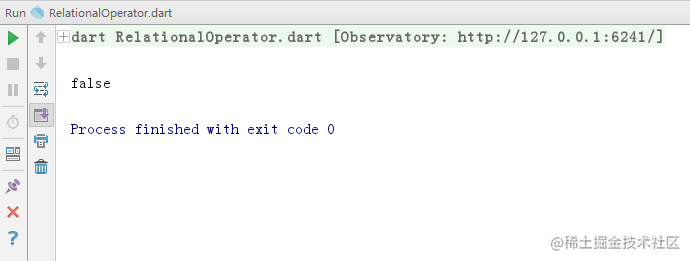 Run RelationalOperator.dart
dart RelationalOperator.dart [Observatory: http://127.0.0.1:6241/]
false
Process finished with exit code 0
@稀土掘金技术社区